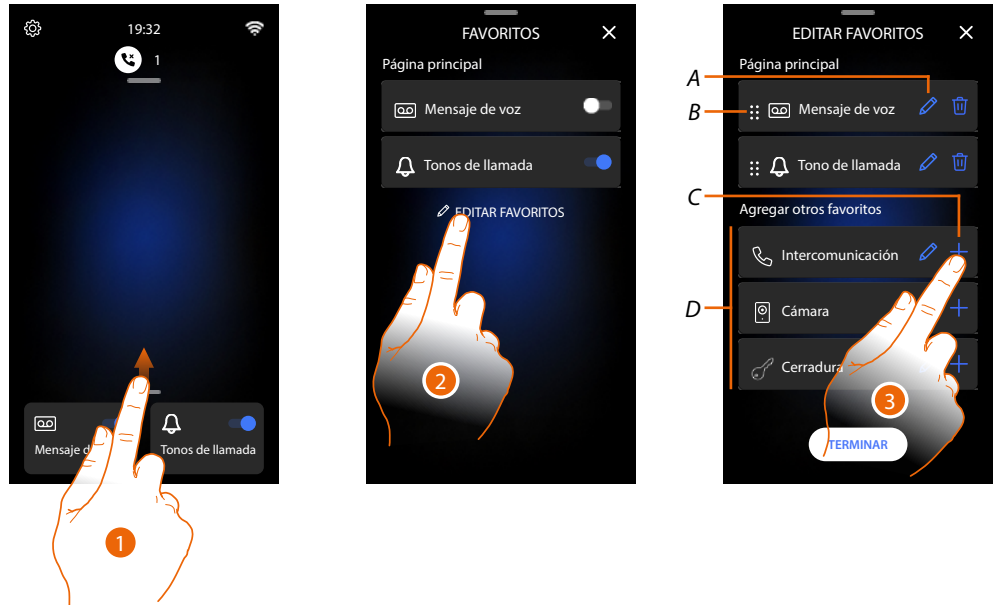 19:32
1
Mensaje d
Tonos de llamada
1
FAVORITOS
Página principal
Mensaje de voz
Tonos de llamada
EDITAR FAVORITOS
2
EDITAR FAVORITOS
Página principal
A
B
Mensaje de voz
Tono de llamada
C
Agregar otros favoritos
Intercomunicación
D
Cámara
Cerradura
3
TERMINAR